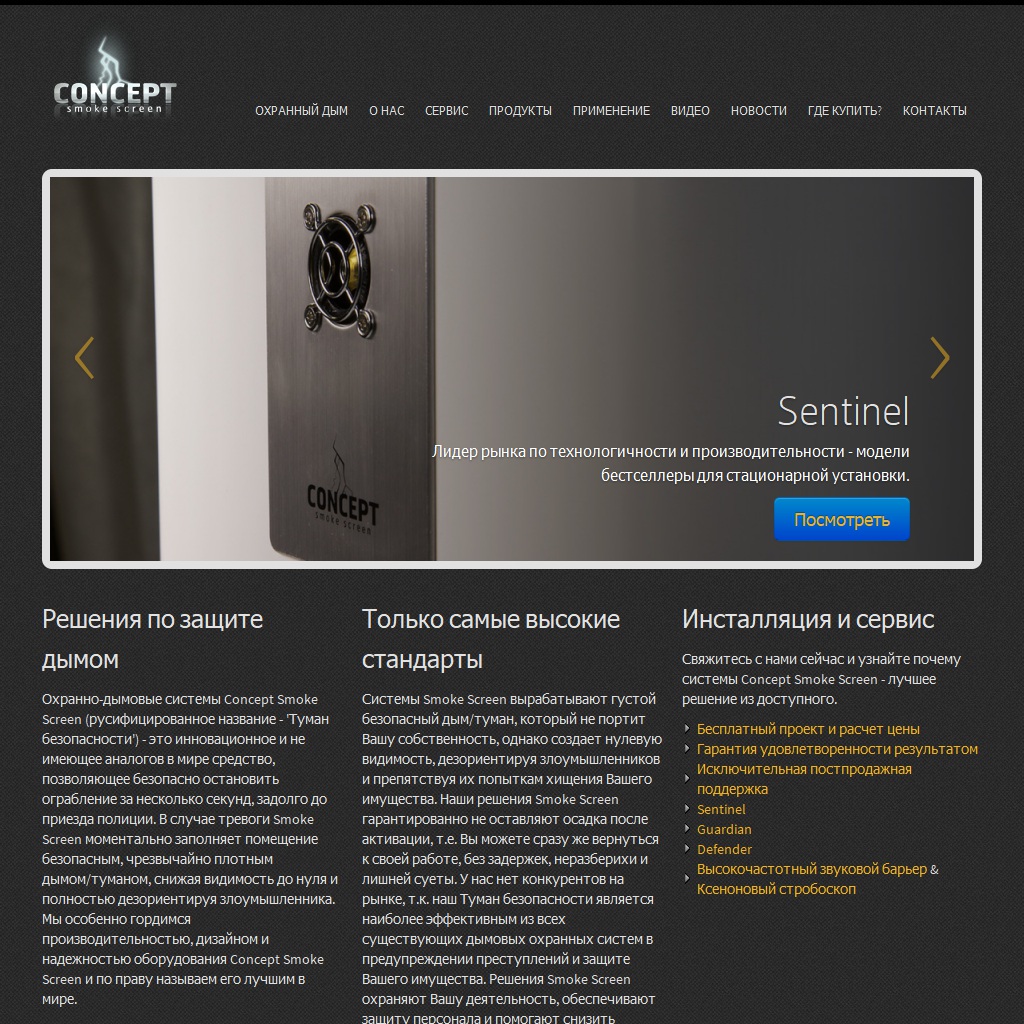 CONCEPT
smoke screen
ОХРАННЫЙ ДЫМ О НАС СЕРВИС ПРОДУКТЫ ПРИМЕНЕНИЕ ВИДЕО НОВОСТИ ГДЕ КУПИТЬ? КОНТАКТЫ
CONCEPT
smoke screen
Sentinel
Лидер рынка по технологичности и производительности - модели
бестселлеры для стационарной установки.
Посмотреть
Решения по защите
дымом
Охранно-дымовые системы Concept Smoke
Screen (русифицированное название - 'Туман
безопасности') - это инновационное и не
имеющее аналогов в мире средство,
позволяющее безопасно остановить
ограбление за несколько секунд, задолго до
приезда полиции. В случае тревоги Smoke
Screen моментально заполняет помещение
безопасным, чрезвычайно плотным
дымом/туманом, снижая видимость до нуля и
полностью дезориентируя злоумышленника.
Мы особенно гордимся
производительностью, дизайном и
надежностью оборудования Concept Smoke
Screen и по праву называем его лучшим в
мире.
Только самые высокие
стандарты
Системы Smoke Screen вырабатывают густой
безопасный дым/туман, который не портит
Вашу собственность, однако создает нулевую
видимость, дезориентируя злоумышленников
и препятствуя их попыткам хищения Вашего
имущества. Наши решения Smoke Screen
гарантированно не оставляют осадка после
активации, т.е. Вы можете сразу же вернуться
к своей работе, без задержек, неразберихи и
лишней суеты. У нас нет конкурентов на
рынке, т.к. наш Туман безопасности является
наиболее эффективным из всех
существующих дымовых охранных систем в
предупреждении преступлений и защите
Вашего имущества. Решения Smoke Screen
охраняют Вашу деятельность, обеспечивают
защиту персонала и помогают снизить
Инсталляция и сервис
Свяжитесь с нами сейчас и узнайте почему
системы Concept Smoke Screen - лучшее
решение из доступного.
Бесплатный проект и расчет цены
Гарантия удовлетворенности результатом
Исключительная постпродажная
поддержка
Sentinel
Guardian
Defender
Высокочастотный звуковой барьер &
Ксеноновый стробоскоп